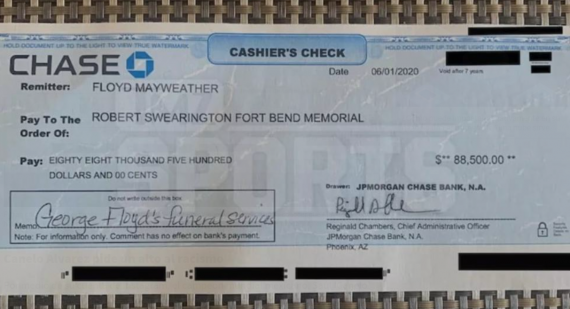 HOLD DOCUMENT UP TO THE LIGHT TO VIEW TRUE WATERMARK
HOLD DOCUMENT UP TO THE LIGHT TO VIEW TRUE WATERMARK
CASHIER'S CHECK
CHASE
Date 06/01/2020 Void after 7 years
Remitter: FLOYD MAYWEATHER
Pay To The
Order Of: ROBERT SWEARINGTON FORT BEND MEMORIAL
Pay: EIGHTY EIGHT THOUSAND FIVE HUNDRED
DOLLARS AND 00 CENTS
$** 88,500.00 **
Do not write outside this box
Memo: George Floyd's funeral services
Note: For information only. Comment has no effect on bank's payment.
Drawer: JPMORGAN CHASE BANK, N.A.
Reginald Chambers, Chief Administrative Officer
JPMorgan Chase Bank, N.A.
Phoenix, AZ
SPORTS